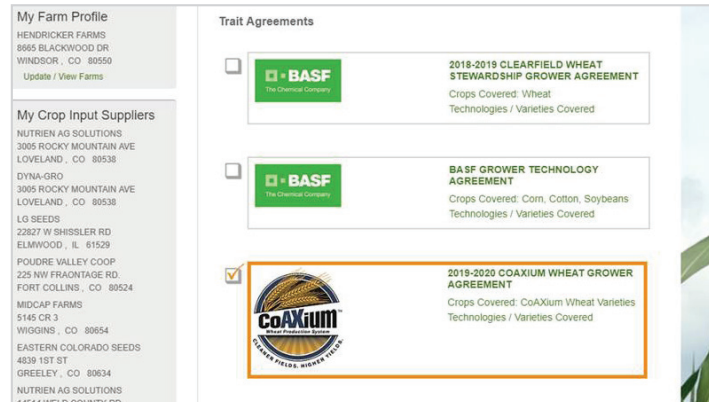 My Farm Profile
HENDRICKER FARMS
8665 BLACKWOOD DR
WINDSOR , CO 80550
Update / View Farms
My Crop Input Suppliers
NUTRIEN AG SOLUTIONS
3005 ROCKY MOUNTAIN AVE
LOVELAND , CO 80538
DYNA-GRO
3005 ROCKY MOUNTAIN AVE
LOVELAND , CO 80538
LG SEEDS
22827 W SHISSLER RD
ELMWOOD , IL 61529
POUDRE VALLEY COOP
225 NW FRAONTAGE RD.
FORT COLLINS , CO 80524
MIDCAP FARMS
5145 CR 3
WIGGINS , CO 80654
EASTERN COLORADO SEEDS
4839 1ST ST
GREELEY , CO 80634
NUTRIEN AG SOLUTIONS
Trait Agreements
BASF
The Chemical Company
2018-2019 CLEARFIELD WHEAT
STEWARDSHIP GROWER AGREEMENT
Crops Covered: Wheat
Technologies / Varieties Covered
BASF
The Chemical Company
BASF GROWER TECHNOLOGY
AGREEMENT
Crops Covered: Corn, Cotton, Soybeans
Technologies / Varieties Covered
CoAXium™
Wheat Production System
CLEANER FIELDS. HIGHER YIELDS.
2019-2020 COAXIUM WHEAT GROWER
AGREEMENT
Crops Covered: CoAXium Wheat Varieties
Technologies / Varieties Covered